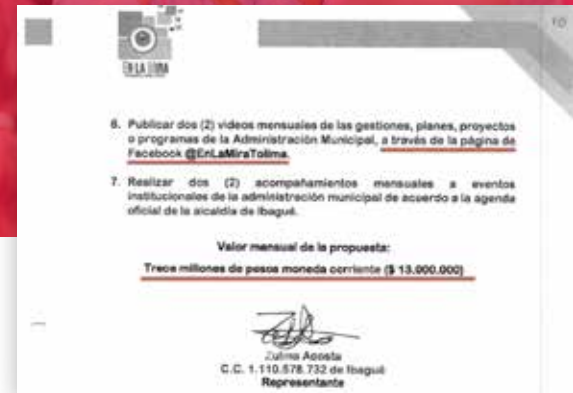 10
EN LA MIRA
6. Publicar dos (2) videos mensuales de las gestiones, planes, proyectos
o programas de la Administración Municipal, a través de la página de
Facebook @EnLaMiraTolima.
7. Realizar dos (2) acompañamientos mensuales a eventos
institucionales de la administración municipal de acuerdo a la agenda
oficial de la alcaldía de Ibagué.
Valor mensual de la propuesta:
Trece millones de pesos moneda corriente ($ 13.000.000)
Zulma Acosta
C.C. 1.110.578.732 de Ibagué
Representante